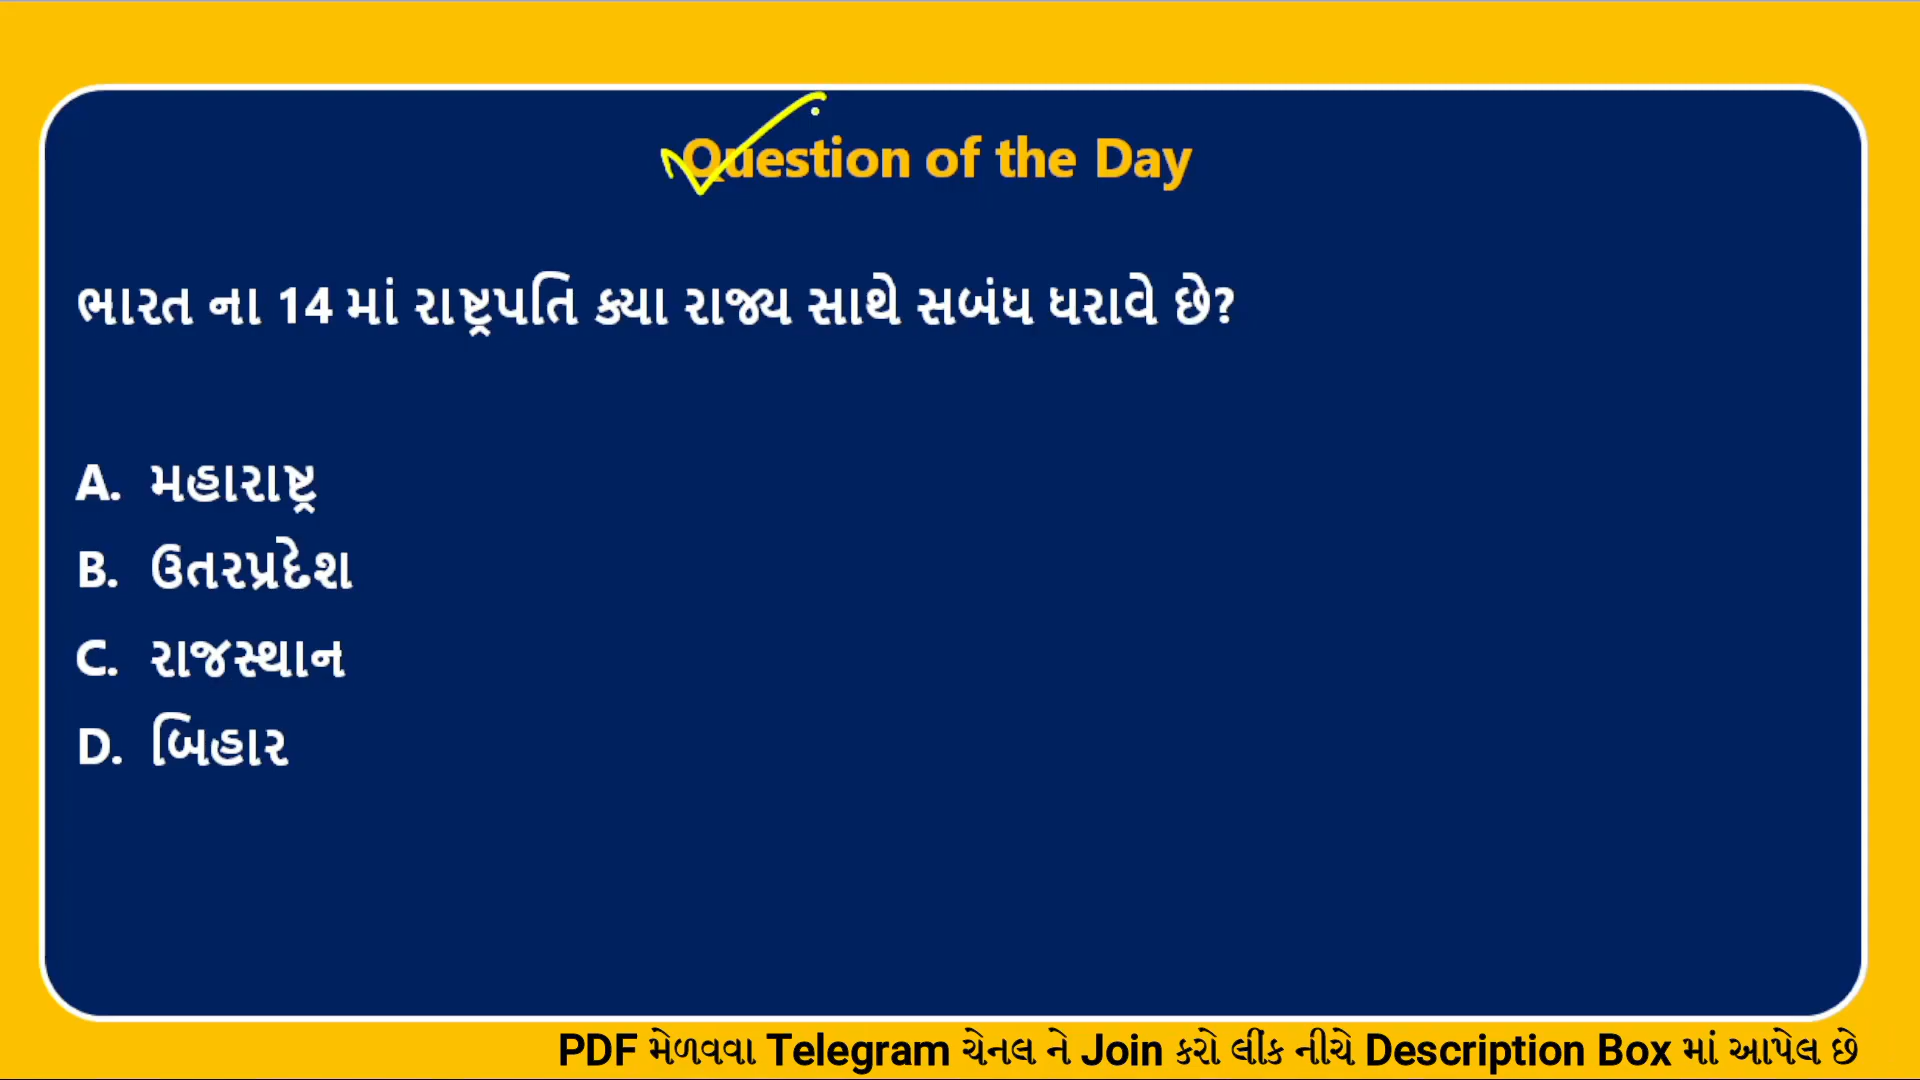 Question of the Day
ભારત ના 14 માં રાષ્ટ્રપતિ ક્યા રાજ્ય સાથે સબંધ ધરાવે છે?
A. મહારાષ્ટ્ર
B. ઉતરપ્રદેશ
C. રાજસ્થાન
D. બિહાર
PDF મેળવવા Telegram ચેનલ ને Join કરો લીંક નીચે Description Box માં આપેલ છે